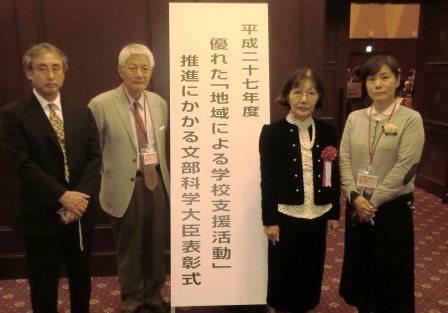 平成二十七年度
優れた「地域による学校支援活動」
推進にかかる文部科学大臣表彰式